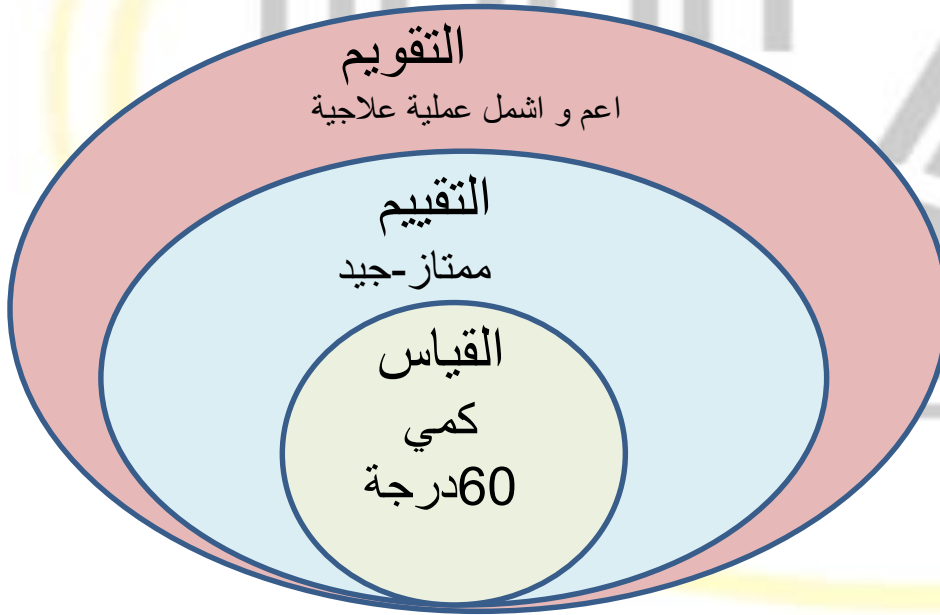 التقويم
اعم و اشمل عملية علاجية
التقييم
ممتاز-جيد
القياس
كمي
60درجة